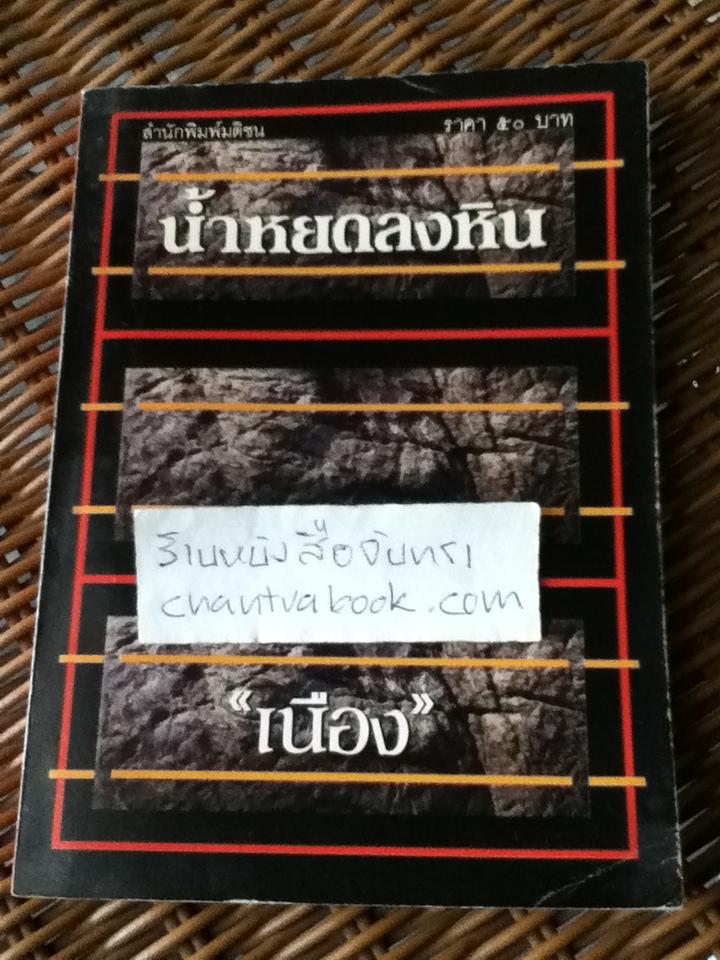 สำนักพิมพ์มติชน
ราคา ๕๐ บาท
น้ำหยดลงหิน
ร้านหนังสือจันทรา
chantrabook.com
“เนือง”